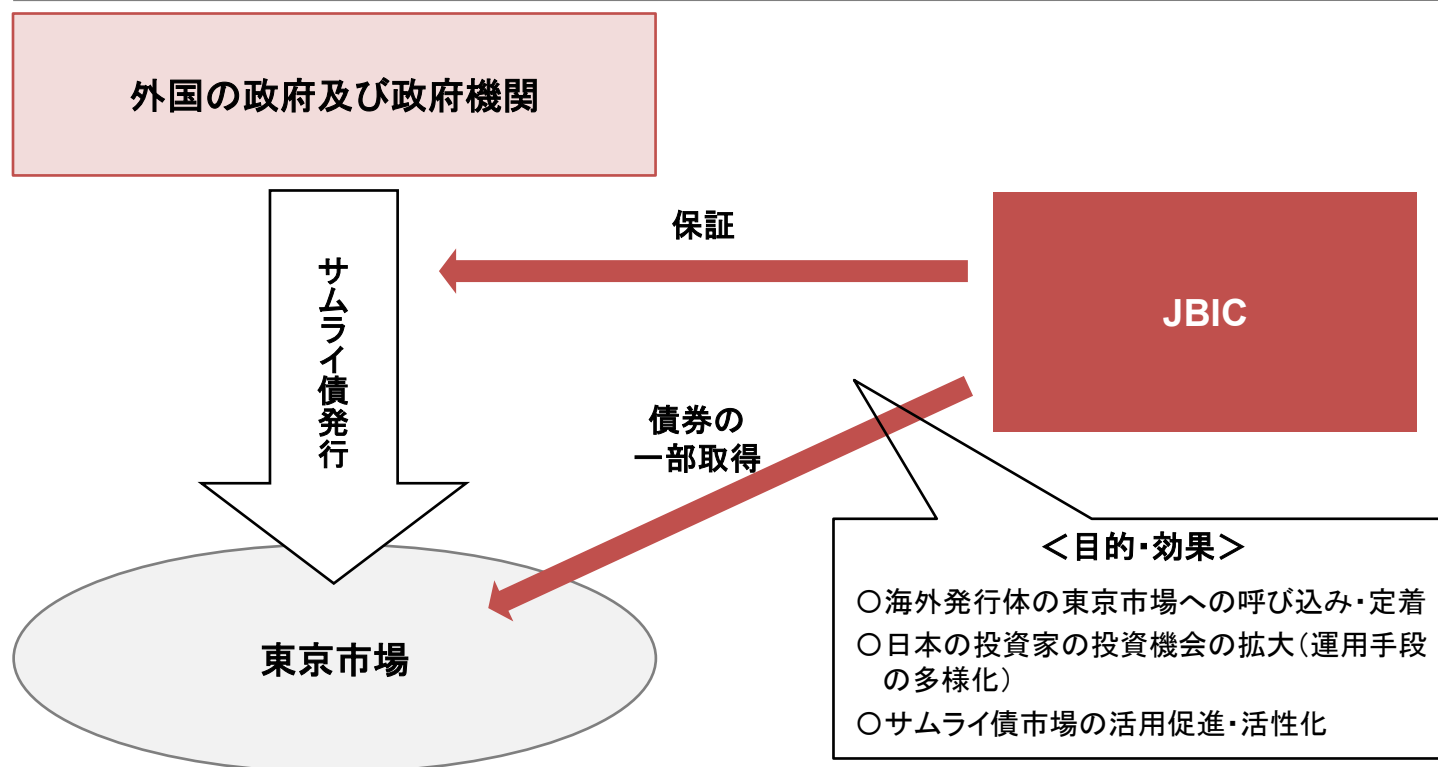 外国の政府及び政府機関
保証
サムライ債発行
JBIC
債券の
一部取得
東京市場
＜目的・効果＞
○海外発行体の東京市場への呼び込み・定着
○日本の投資家の投資機会の拡大（運用手段
の多様化）
○サムライ債市場の活用促進・活性化